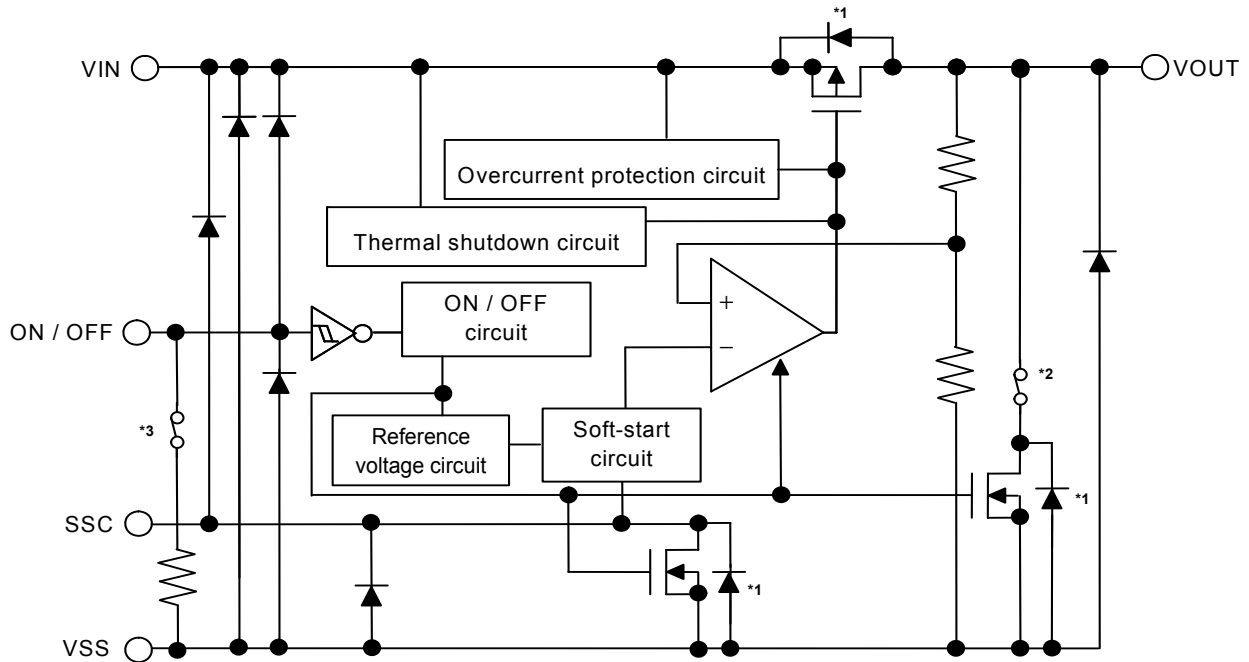 *1
VIN
VOUT
Overcurrent protection circuit
Thermal shutdown circuit
ON / OFF
ON / OFF
circuit
+
−
*3
*2
Reference
voltage circuit
Soft-start
circuit
*1
SSC
*1
VSS